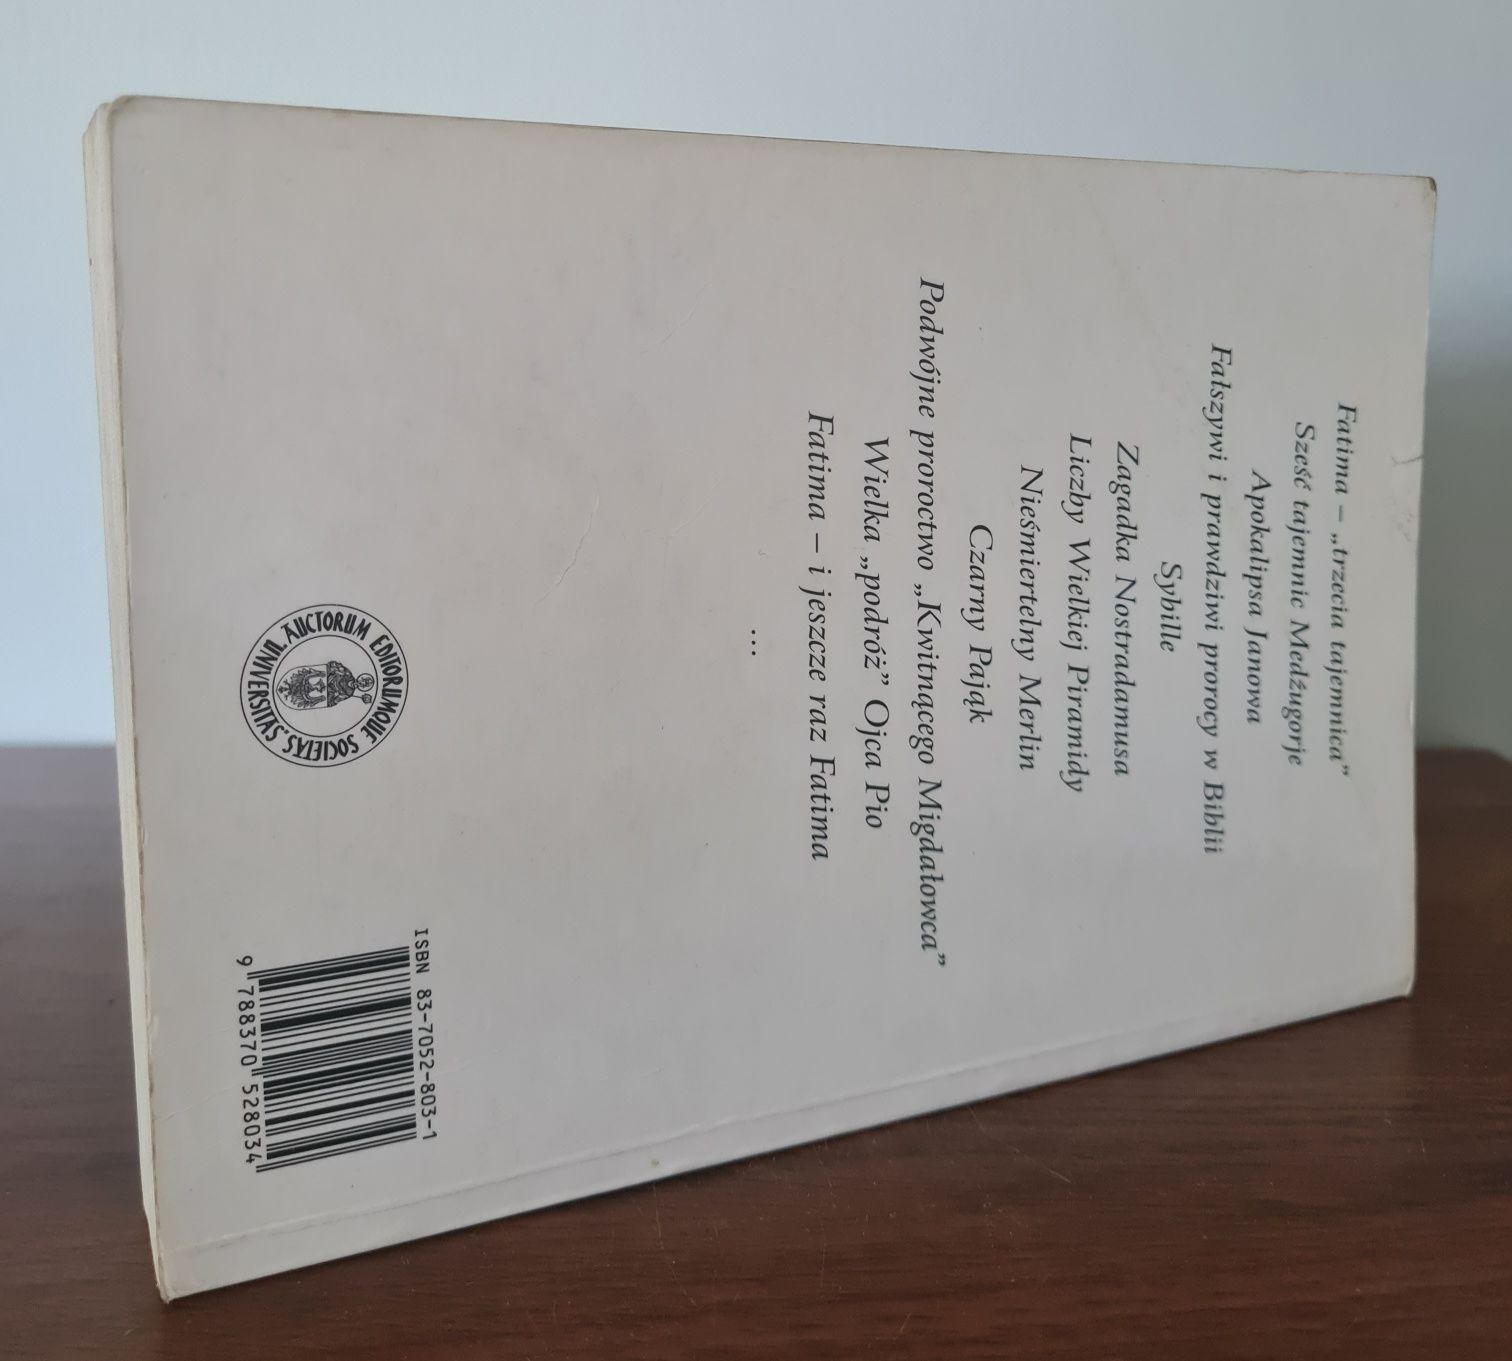 Fatima – „trzecia tajemnica”
Sześć tajemnic Medźugorje
Apokalipsa Janowa
Fałszywi i prawdziwi prorocy w Biblii
Sybille
Zagadka Nostradamusa
Liczby Wielkiej Piramidy
Nieśmiertelny Merlin
Czarny Pająk
Podwójne proroctwo „Kwitnącego Migdałowca”
Wielka „podróż” Ojca Pio
Fatima – i jeszcze raz Fatima
...
AUCTORUM EDITORUMQUE SOCIETAS „UNIVERSITAS”
ISBN 83-7052-803-1
9 788370 528034